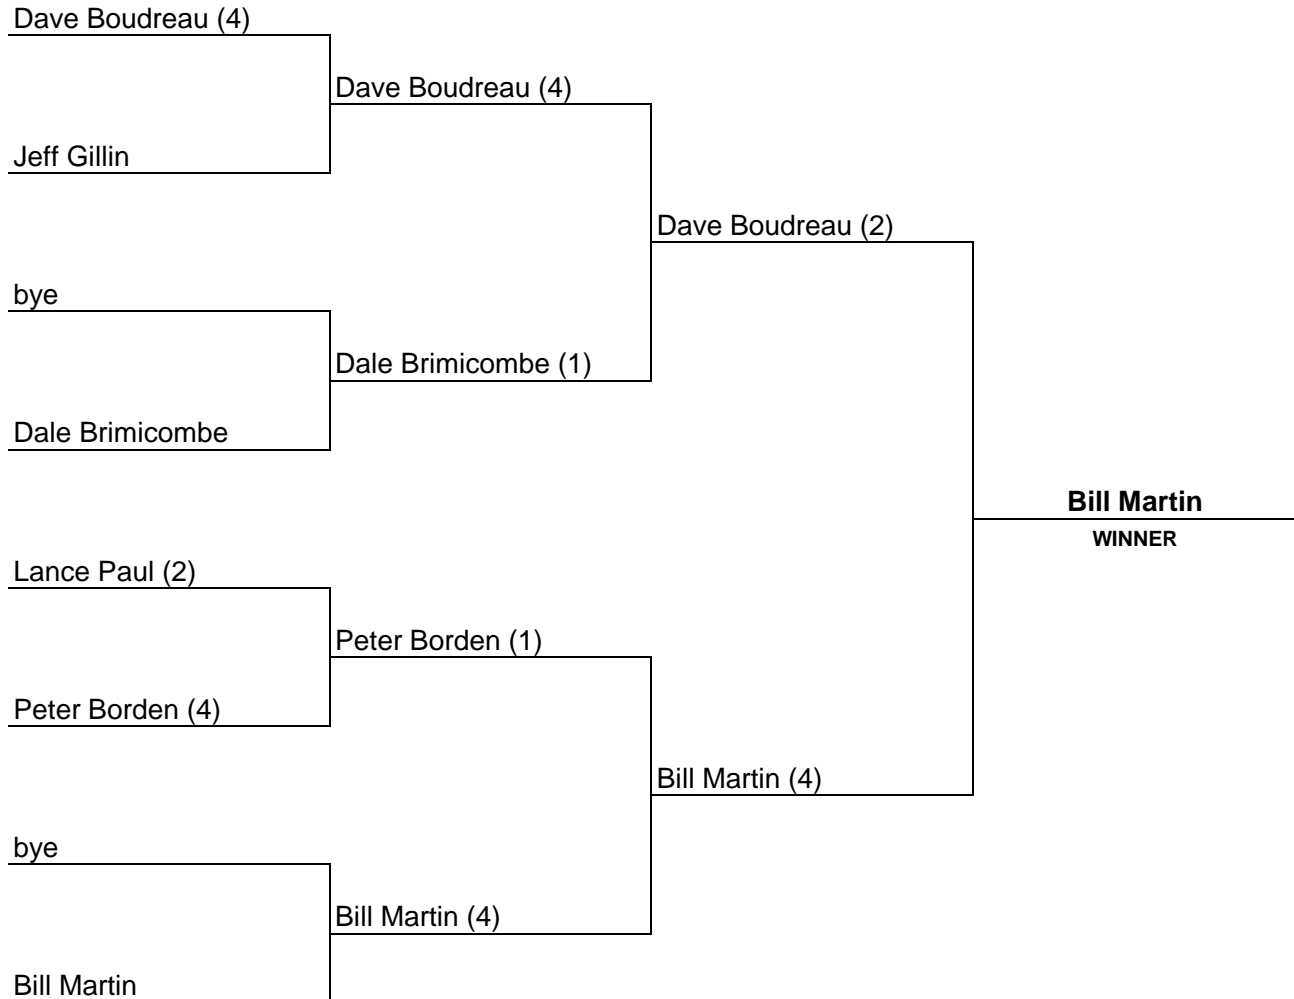 Dave Boudreau (4)
Dave Boudreau (4)
Jeff Gillin
Dave Boudreau (2)
bye
Dale Brimicombe (1)
Dale Brimicombe
Bill Martin
WINNER
Lance Paul (2)
Peter Borden (1)
Peter Borden (4)
Bill Martin (4)
bye
Bill Martin (4)
Bill Martin